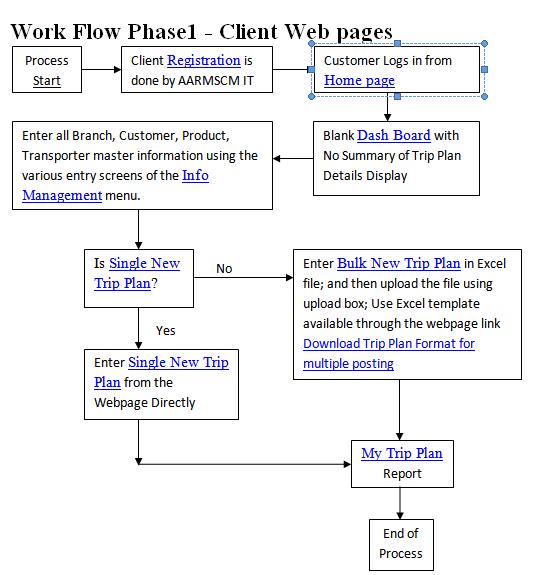 Work Flow Phase1 - Client Web pages
Process
Start
Client Registration is
done by AARMSCM IT
Customer Logs in from
Home page
Blank Dash Board with
No Summary of Trip Plan
Details Display
Enter all Branch, Customer, Product,
Transporter master information using the
various entry screens of the Info
Management menu.
Is Single New
Trip Plan?
No
Enter Bulk New Trip Plan in Excel
file; and then upload the file using
upload box; Use Excel template
available through the webpage link
Download Trip Plan Format for
multiple posting
Yes
Enter Single New Trip
Plan from the
Webpage Directly
My Trip Plan
Report
End of
Process